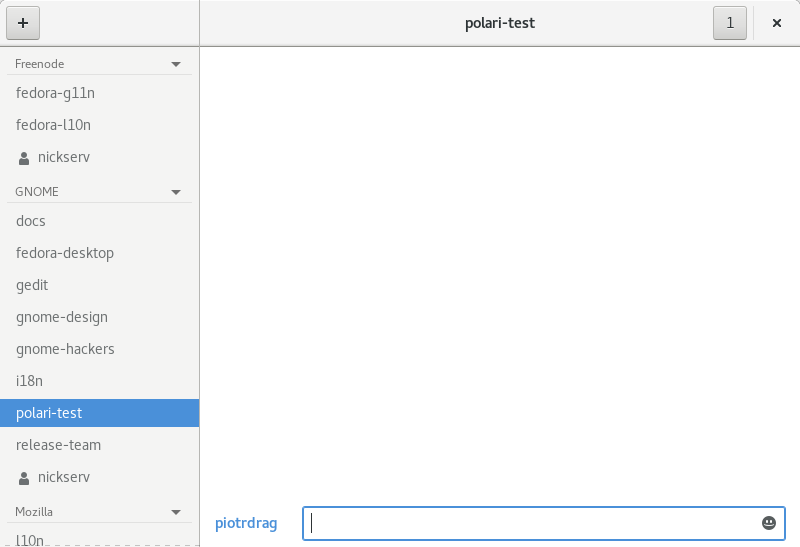 +
polari-test
1
Freenode
fedora-g11n
fedora-l10n
nickserv
GNOME
docs
fedora-desktop
gedit
gnome-design
gnome-hackers
i18n
polari-test
release-team
nickserv
Mozilla
l10n
piotrdrag